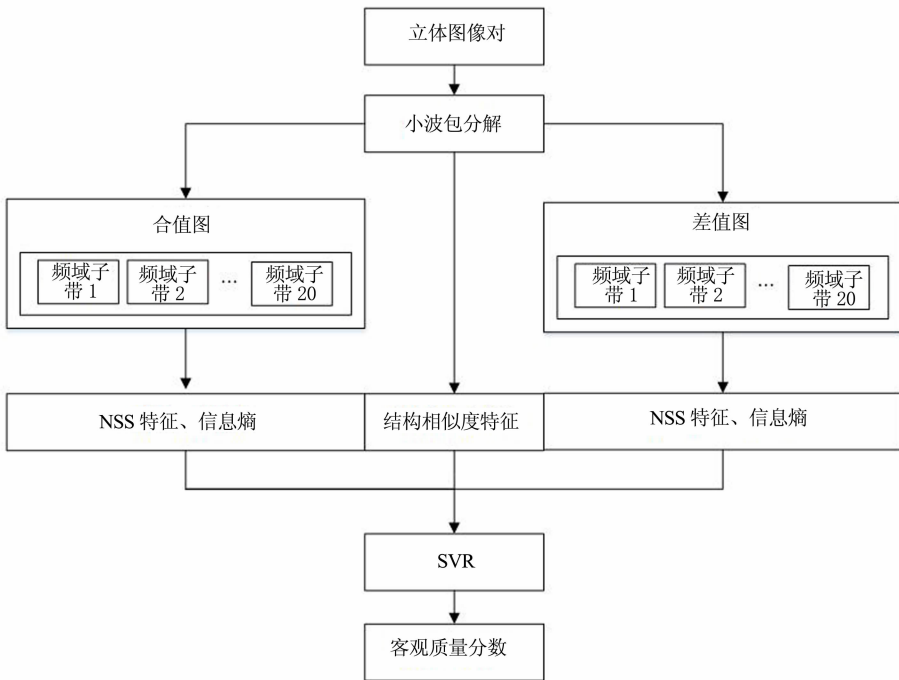 立体图像对
小波包分解
合值图
频域子
带 1
频域子
带 2
...
频域子
带 20
差值图
频域子
带 1
频域子
带 2
...
频域子
带 20
NSS 特征、信息熵
结构相似度特征
NSS 特征、信息熵
SVR
客观质量分数